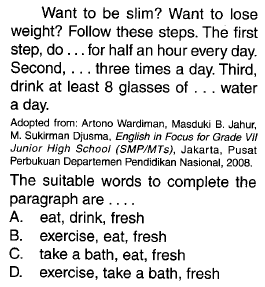 Want to be slim? Want to lose
weight? Follow these steps. The first
step, do . . . for half an hour every day.
Second, . . . three times a day. Third,
drink at least 8 glasses of . . . water
a day.
Adopted from: Artono Wardiman, Masduki B. Jahur,
M. Sukirman Djusma, English in Focus for Grade VII
Junior High School (SMP/MTs), Jakarta, Pusat
Perbukuan Departemen Pendidikan Nasional, 2008.
The suitable words to complete the
paragraph are . . . .
A. eat, drink, fresh
B. exercise, eat, fresh
C. take a bath, eat, fresh
D. exercise, take a bath, fresh